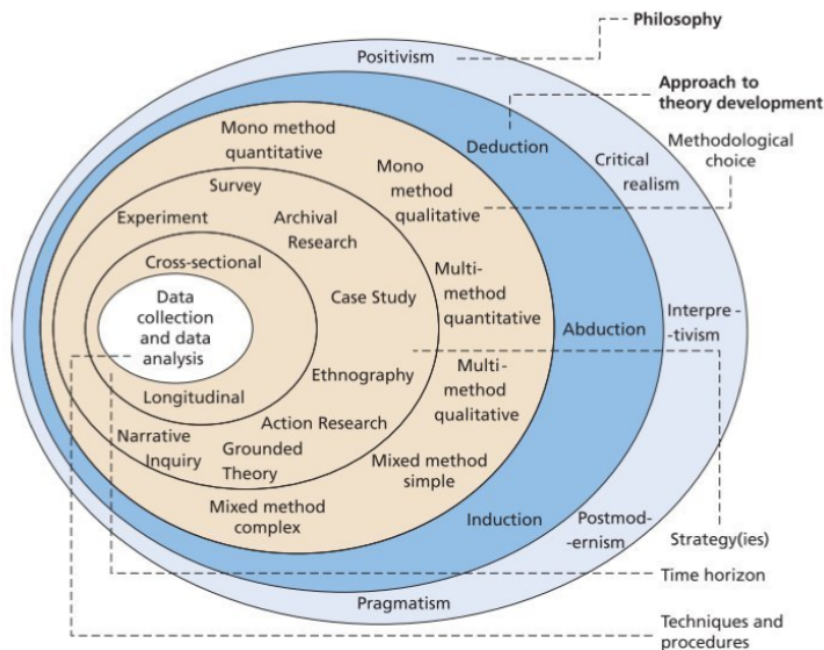 Philosophy
Positivism
Approach to
theory development
Mono method
quantitative
Deduction
Methodological
choice
Critical
realism
Mono
method
qualitative
Survey
Experiment
Archival
Research
Cross-sectional
Data
collection
and data
analysis
Case Study
Multi-
method
quantitative
Abduction
Interpre -
-tivism
Ethnography
Multi-
method
qualitative
Longitudinal
Action Research
Narrative
Inquiry
Grounded
Theory
Mixed method
simple
Mixed method
complex
Induction
Postmod-
-ernism
Strategy(ies)
Time horizon
Pragmatism
Techniques and
procedures